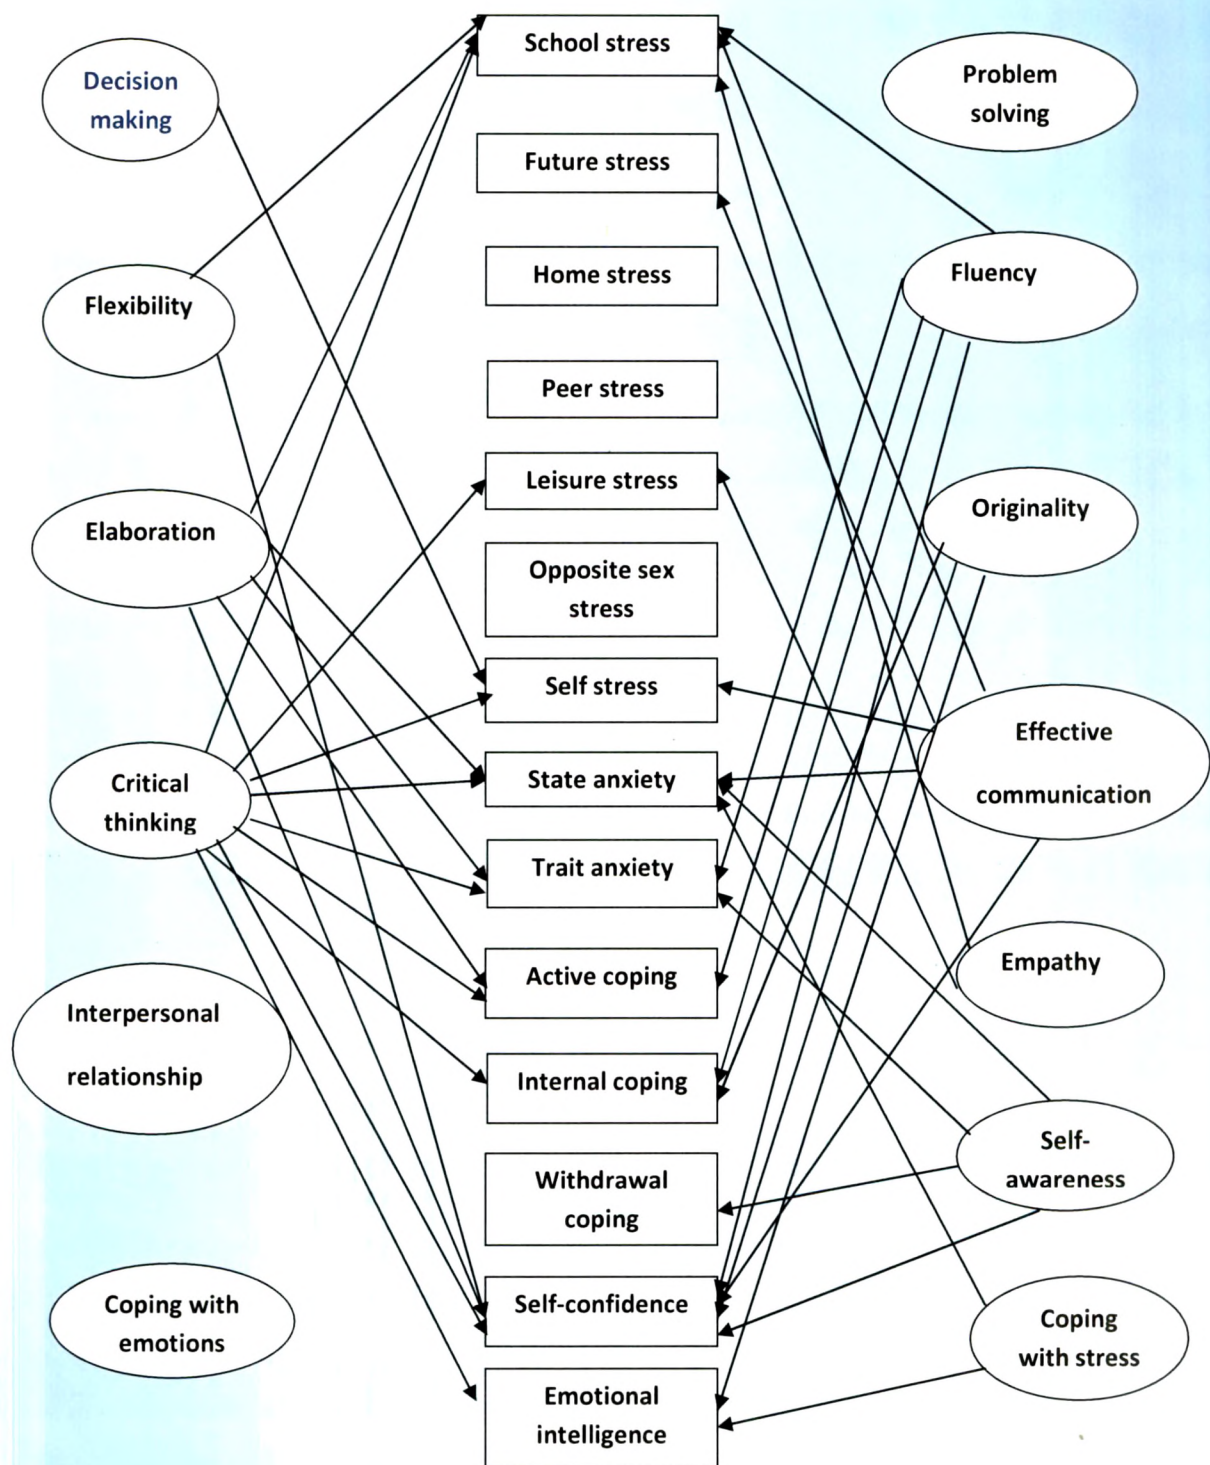 School stress
Decision
making
Problem
solving
Future stress
Home stress
Fluency
Flexibility
Peer stress
Leisure stress
Originality
Elaboration
Opposite sex
stress
Self stress
Effective
communication
State anxiety
Critical
thinking
Trait anxiety
Active coping
Empathy
Interpersonal
relationship
Internal coping
Self-
awareness
Withdrawal
coping
Self-confidence
Coping with
emotions
Coping
with stress
Emotional
intelligence